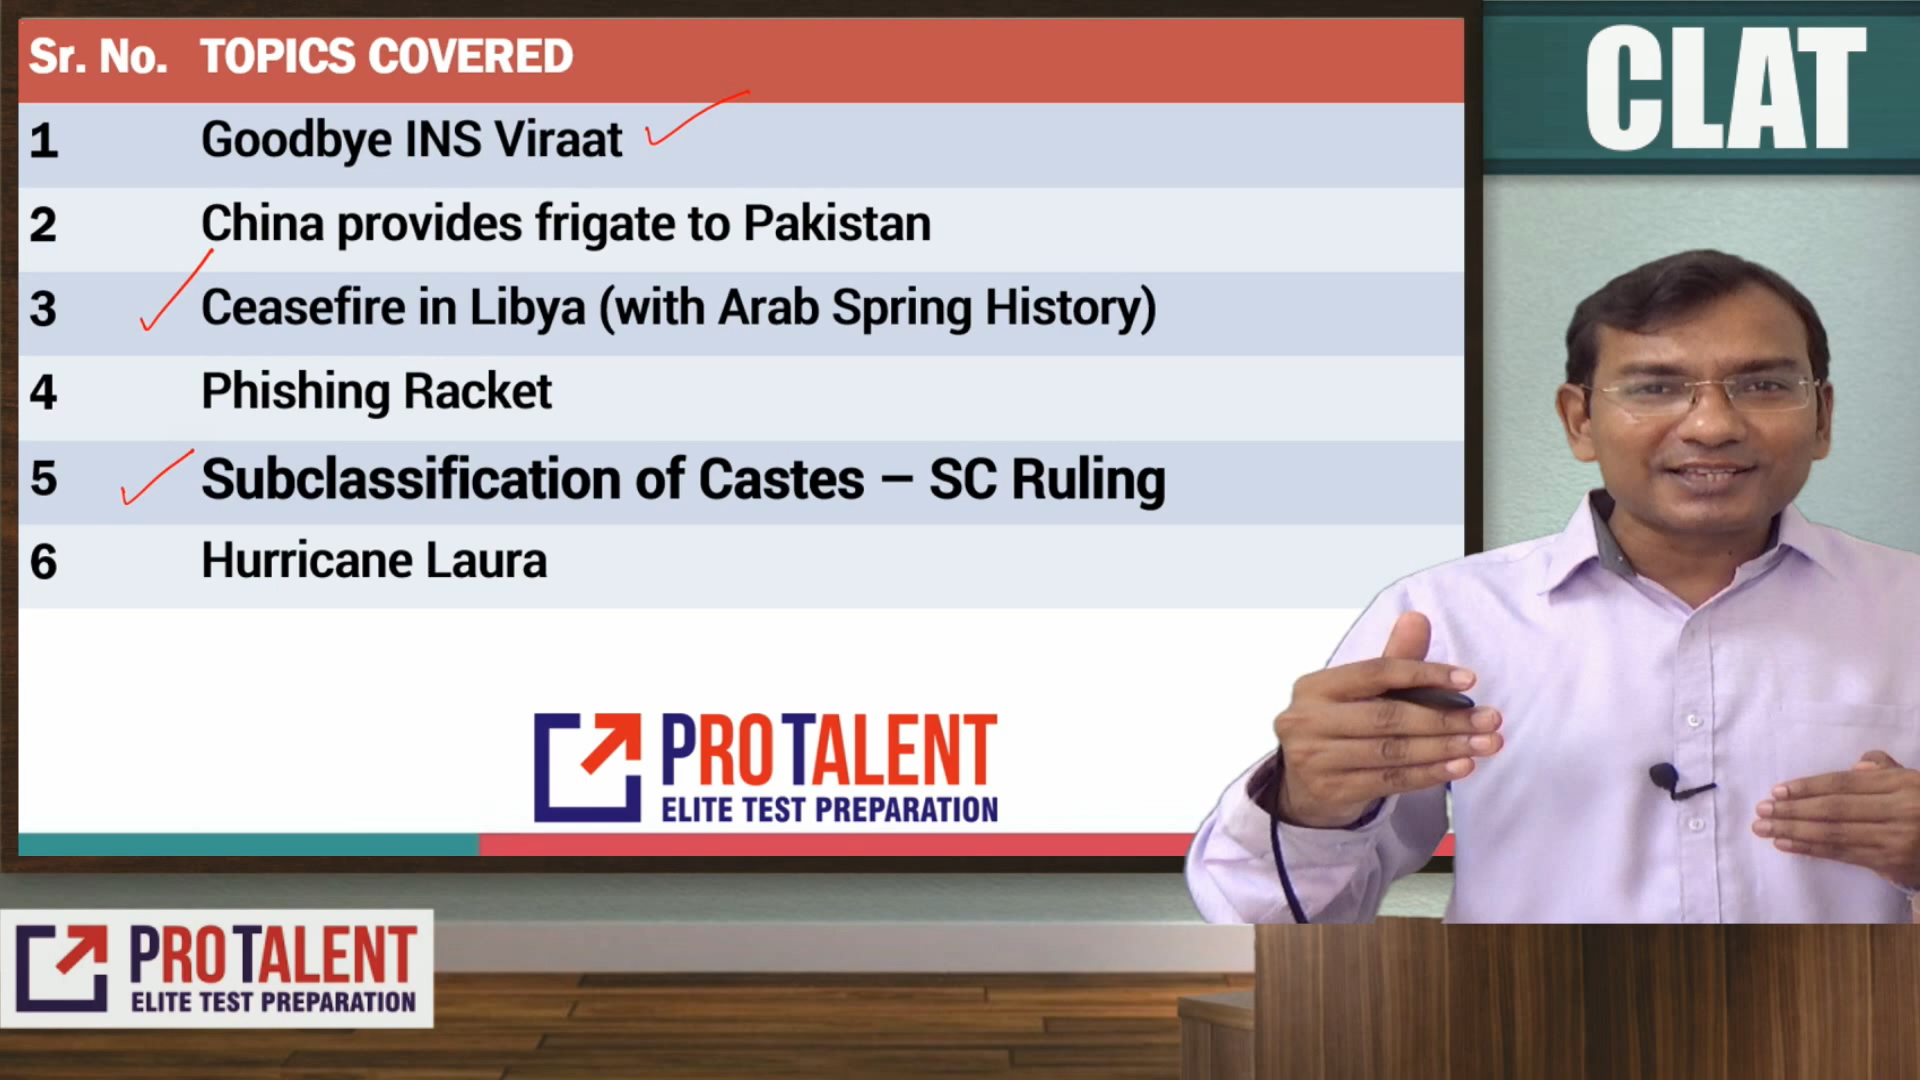 Sr. No. TOPICS COVERED
1 Goodbye INS Viraat
2 China provides frigate to Pakistan
3 Ceasefire in Libya (with Arab Spring History)
4 Phishing Racket
5 Subclassification of Castes – SC Ruling
6 Hurricane Laura
PROTALENT
ELITE TEST PREPARATION
CLAT
PROTALENT
ELITE TEST PREPARATION